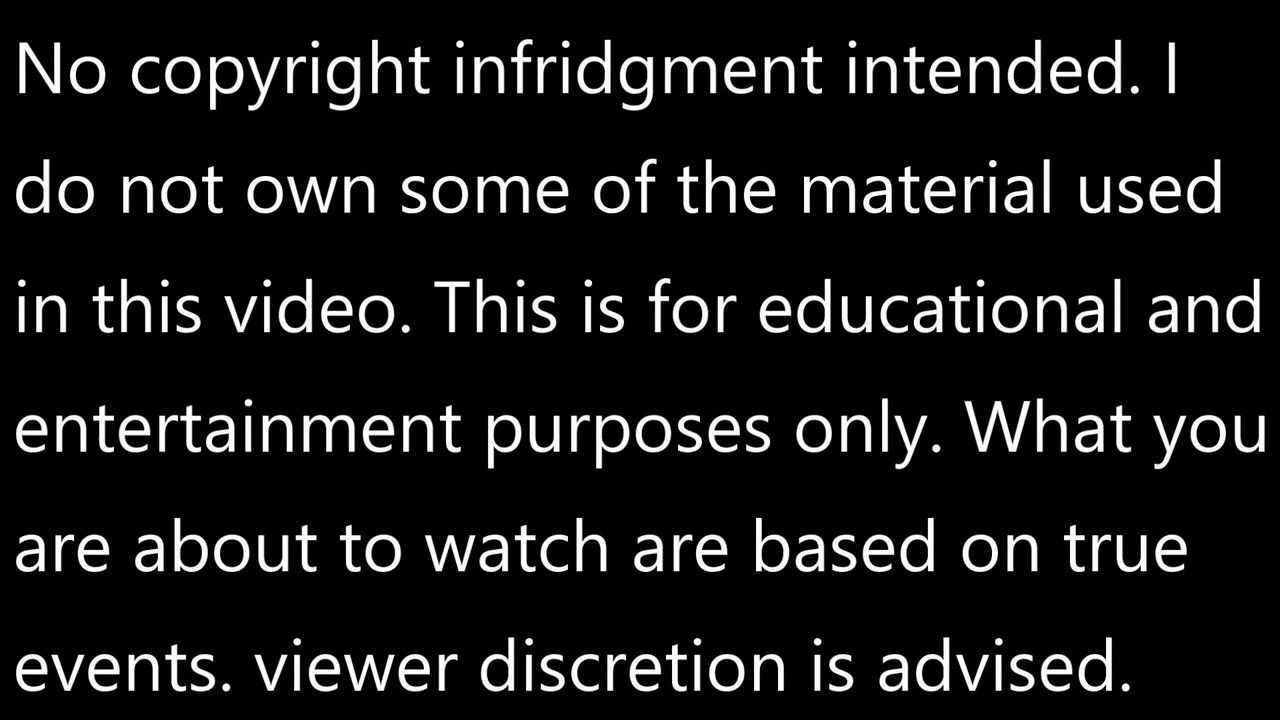 No copyright infridgment intended. I
do not own some of the material used
in this video. This is for educational and
entertainment purposes only. What you
are about to watch are based on true
events. viewer discretion is advised.